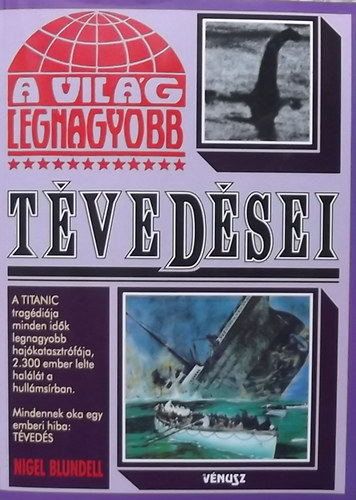 A VILÁG
LEGNAGYOBB
TÉVEDÉSEI
A TITANIC
tragédiája
minden idők
legnagyobb
hajókatasztrófája,
2.300 ember lelte
halálát a
hullámsírban.
Mindennek oka egy
emberi hiba:
TÉVEDÉS
NIGEL BLUNDELL
VÉNUSZ